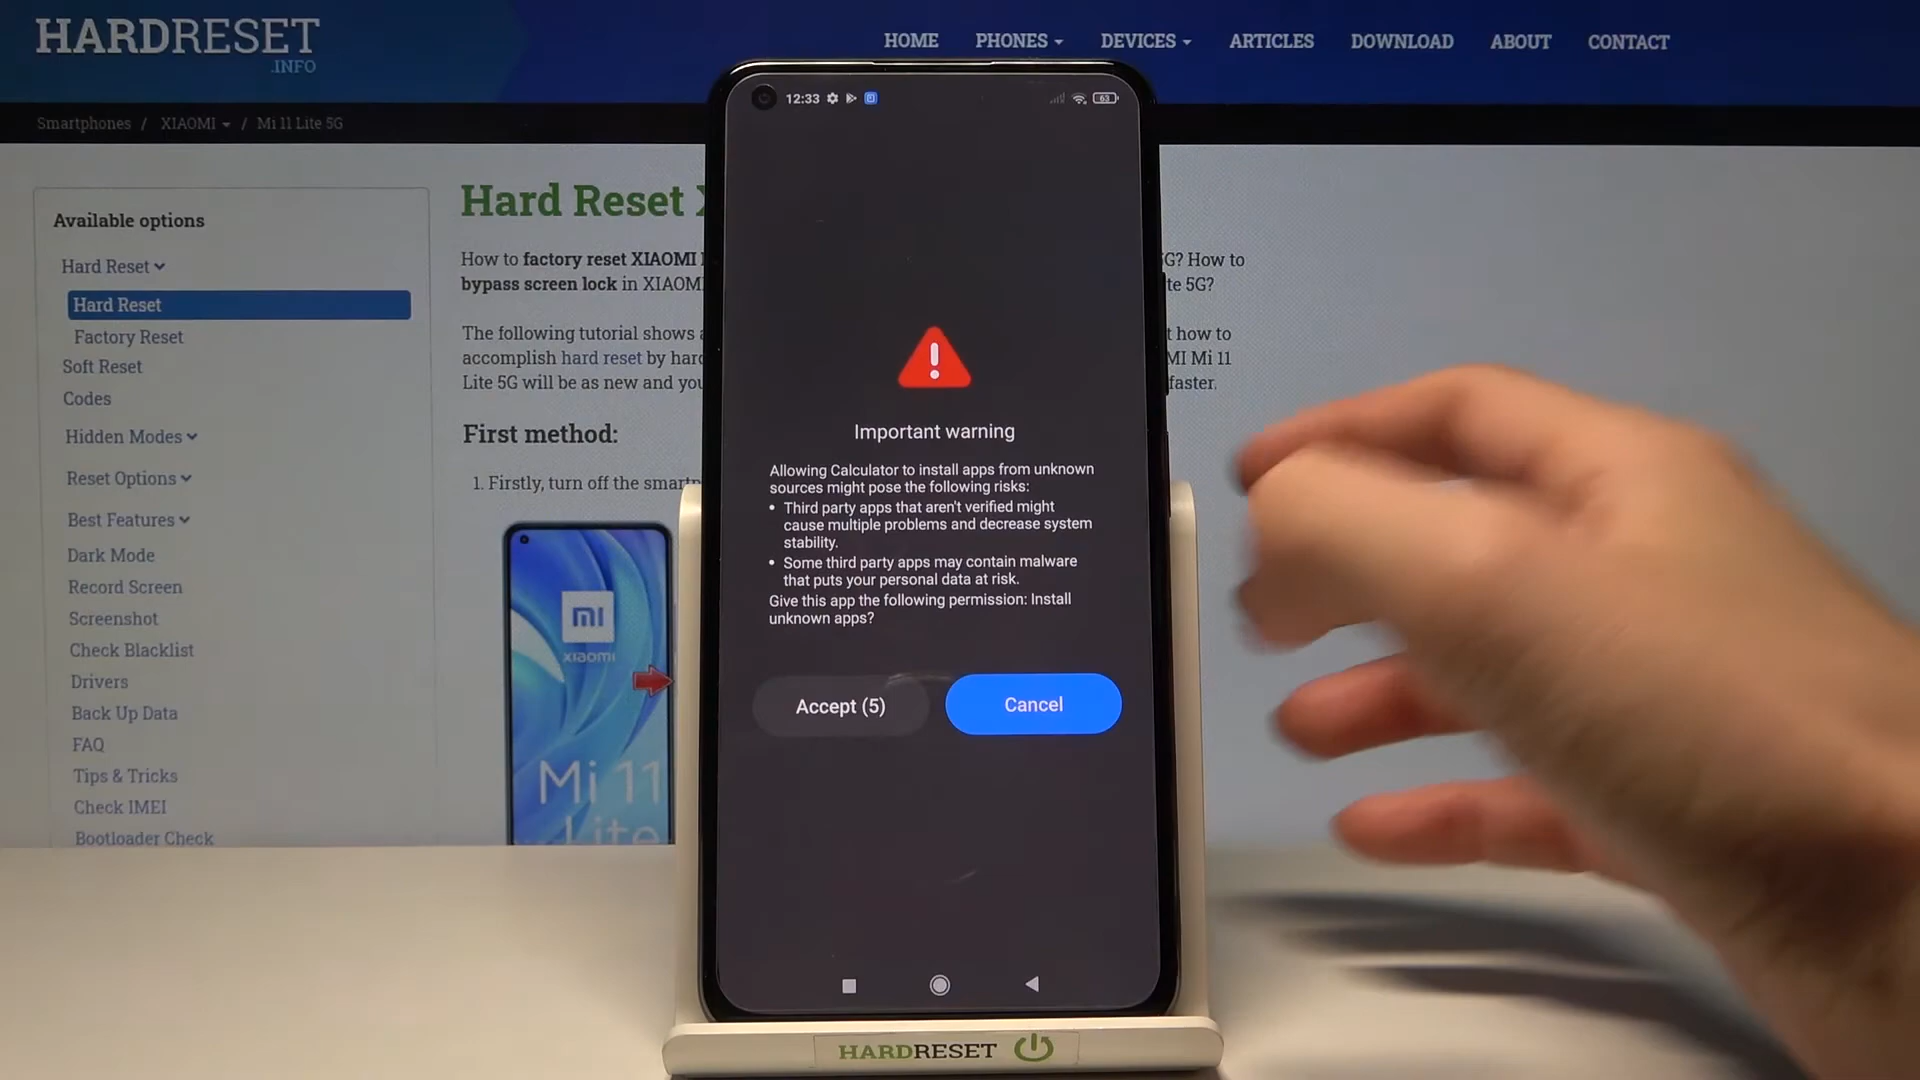 HARDRESET
.INFO
HOME PHONES DEVICES ARTICLES DOWNLOAD ABOUT CONTACT
Smartphones / XIAOMI / Mi 11 Lite 5G
Available options
Hard Reset
Hard Reset
Factory Reset
Soft Reset
Codes
Hidden Modes
Reset Options
Best Features
Dark Mode
Record Screen
Screenshot
Check Blacklist
Drivers
Back Up Data
FAQ
Tips & Tricks
Check IMEI
Bootloader Check
Hard Reset
How to factory reset XIAOMI
5G? How to
bypass screen lock in XIAOMI
te 5G?
The following tutorial shows
t how to
accomplish hard reset by hard
MI Mi 11
Lite 5G will be as new and you
faster.
First method:
1. Firstly, turn off the smartp
mi
xiaomi
Mi 11
Lite
12:33
63
Important warning
Allowing Calculator to install apps from unknown
sources might pose the following risks:
• Third party apps that aren't verified might
cause multiple problems and decrease system
stability.
• Some third party apps may contain malware
that puts your personal data at risk.
Give this app the following permission: Install
unknown apps?
Accept (5)
Cancel
HARDRESET